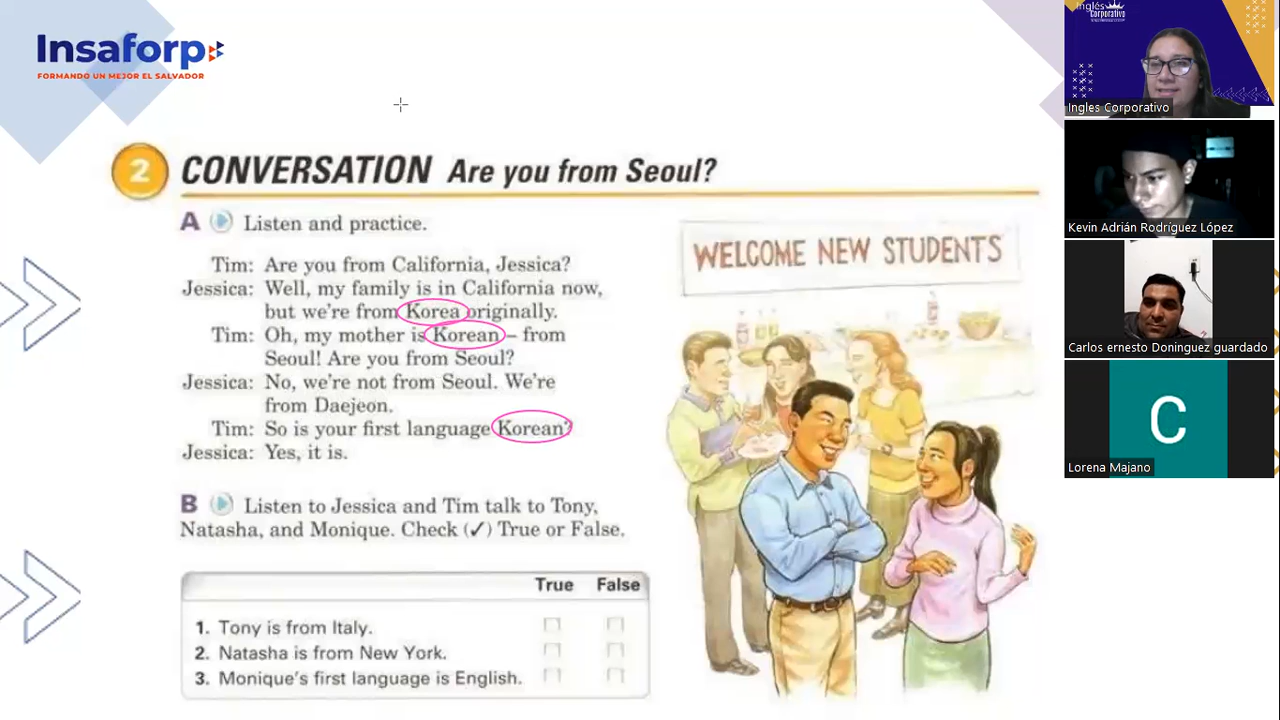 Insaforp
FORMANDO UN MEJOR EL SALVADOR
2 CONVERSATION Are you from Seoul?
A Listen and practice.
Tim: Are you from California, Jessica?
Jessica: Well, my family is in California now,
but we're from Korea originally.
Tim: Oh, my mother is Korean – from
Seoul! Are you from Seoul?
Jessica: No, we're not from Seoul. We're
from Daejeon.
Tim: So is your first language Korean?
Jessica: Yes, it is.
B Listen to Jessica and Tim talk to Tony,
Natasha, and Monique. Check (✓) True or False.
True False
1. Tony is from Italy.
2. Natasha is from New York.
3. Monique's first language is English.
WELCOME NEW STUDENTS
Inglés
Corporativo
Ingles Corporativo
Kevin Adrián Rodríguez López
Carlos ernesto Donínguez guardado
C
Lorena Majano